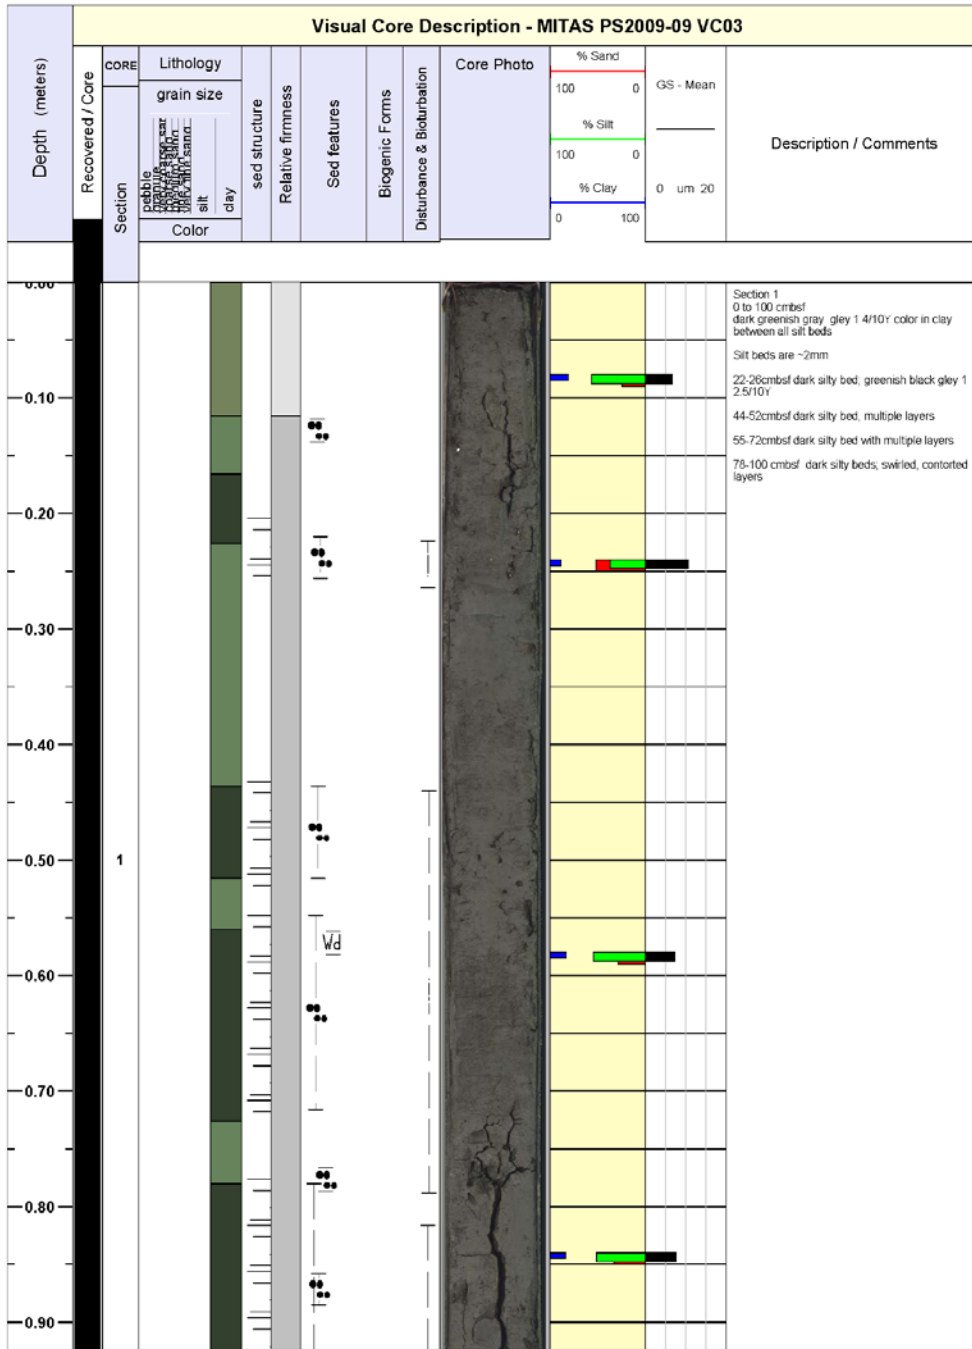 Visual Core Description - MITAS PS2009-09 VC03
Depth (meters)
Recovered / Core
CORE
Section
Lithology
grain size
pebble
granule
silt
clay
Color
sed structure
Relative firmness
Sed features
Biogenic Forms
Disturbance & Bioturbation
Core Photo
% Sand
100 0
% Silt
100 0
% Clay
0 100
GS - Mean
0 um 20
Description / Comments
0.00
0.10
0.20
0.30
0.40
0.50
0.60
0.70
0.80
0.90
1
Wd
Section 1
0 to 100 cmbsf
dark greenish gray gley 1 4/10Y color in clay
between all silt beds
Silt beds are ~2mm
22-26cmbsf dark silty bed; greenish black gley 1
2.5/10Y
44-52cmbsf dark silty bed, multiple layers
55-72cmbsf dark silty bed with multiple layers
78-100 cmbsf dark silty beds; swirled, contorted
layers